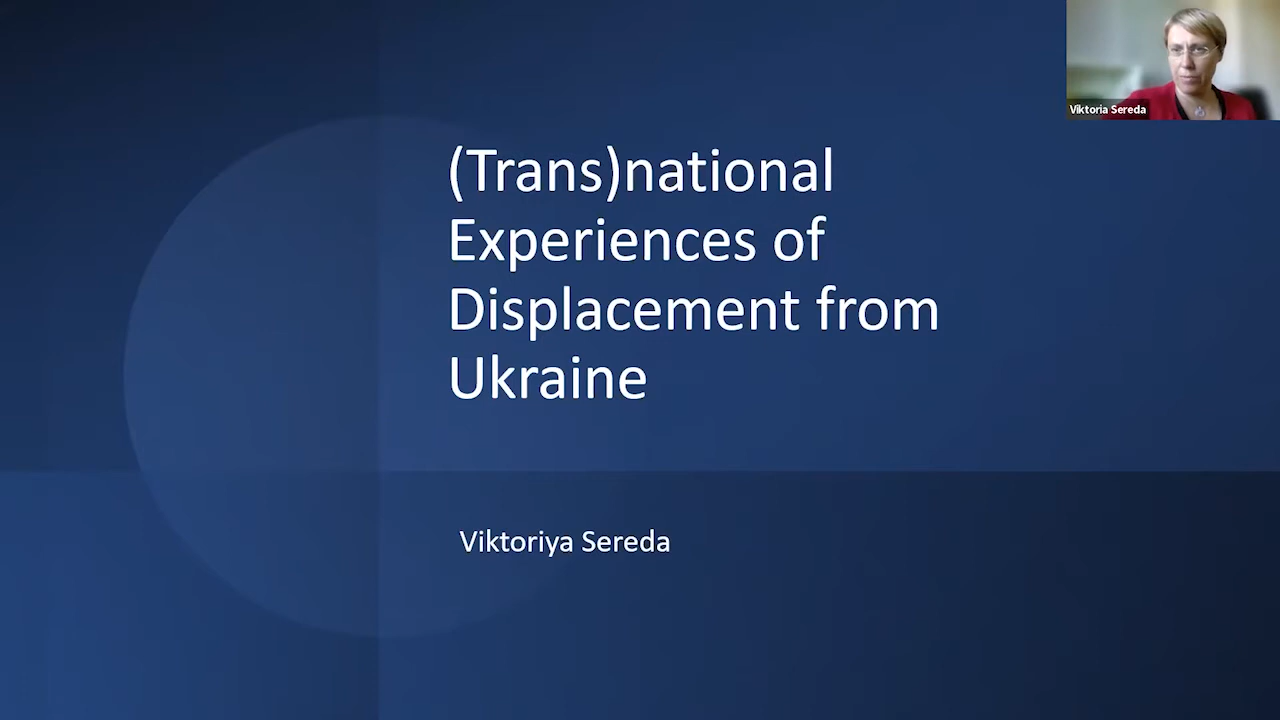 Viktoria Sereda
(Trans)national
Experiences of
Displacement from
Ukraine
Viktoriya Sereda